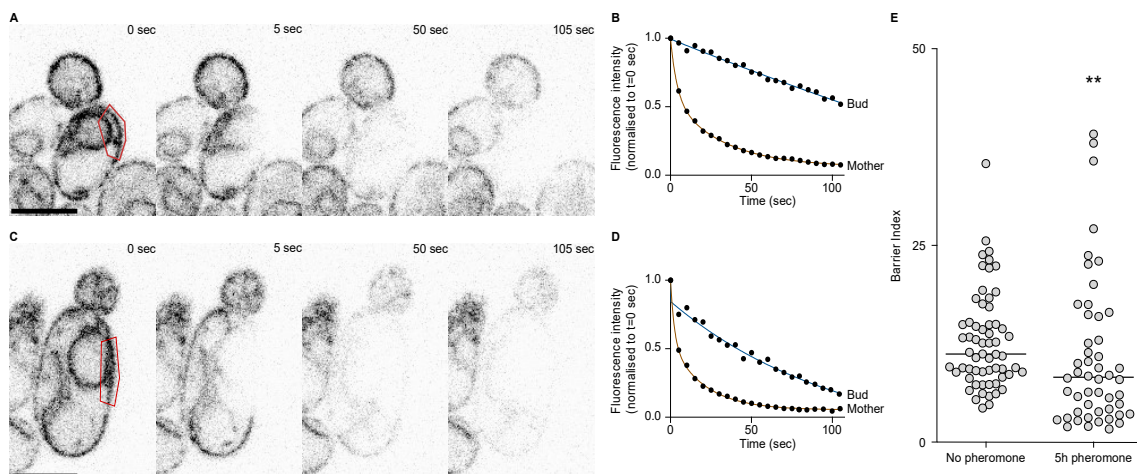 A
0 sec
5 sec
50 sec
105 sec
B
Fluorescence intensity
(normalised to t=0 sec)
1.0
0.5
0.0
Bud
Mother
0
50
100
Time (sec)
C
0 sec
5 sec
50 sec
105 sec
D
Fluorescence intensity
(normalised to t=0 sec)
1.0
0.5
0.0
Bud
Mother
0
50
100
Time (sec)
E
Barrier Index
50
25
0
**
No pheromone
5h pheromone